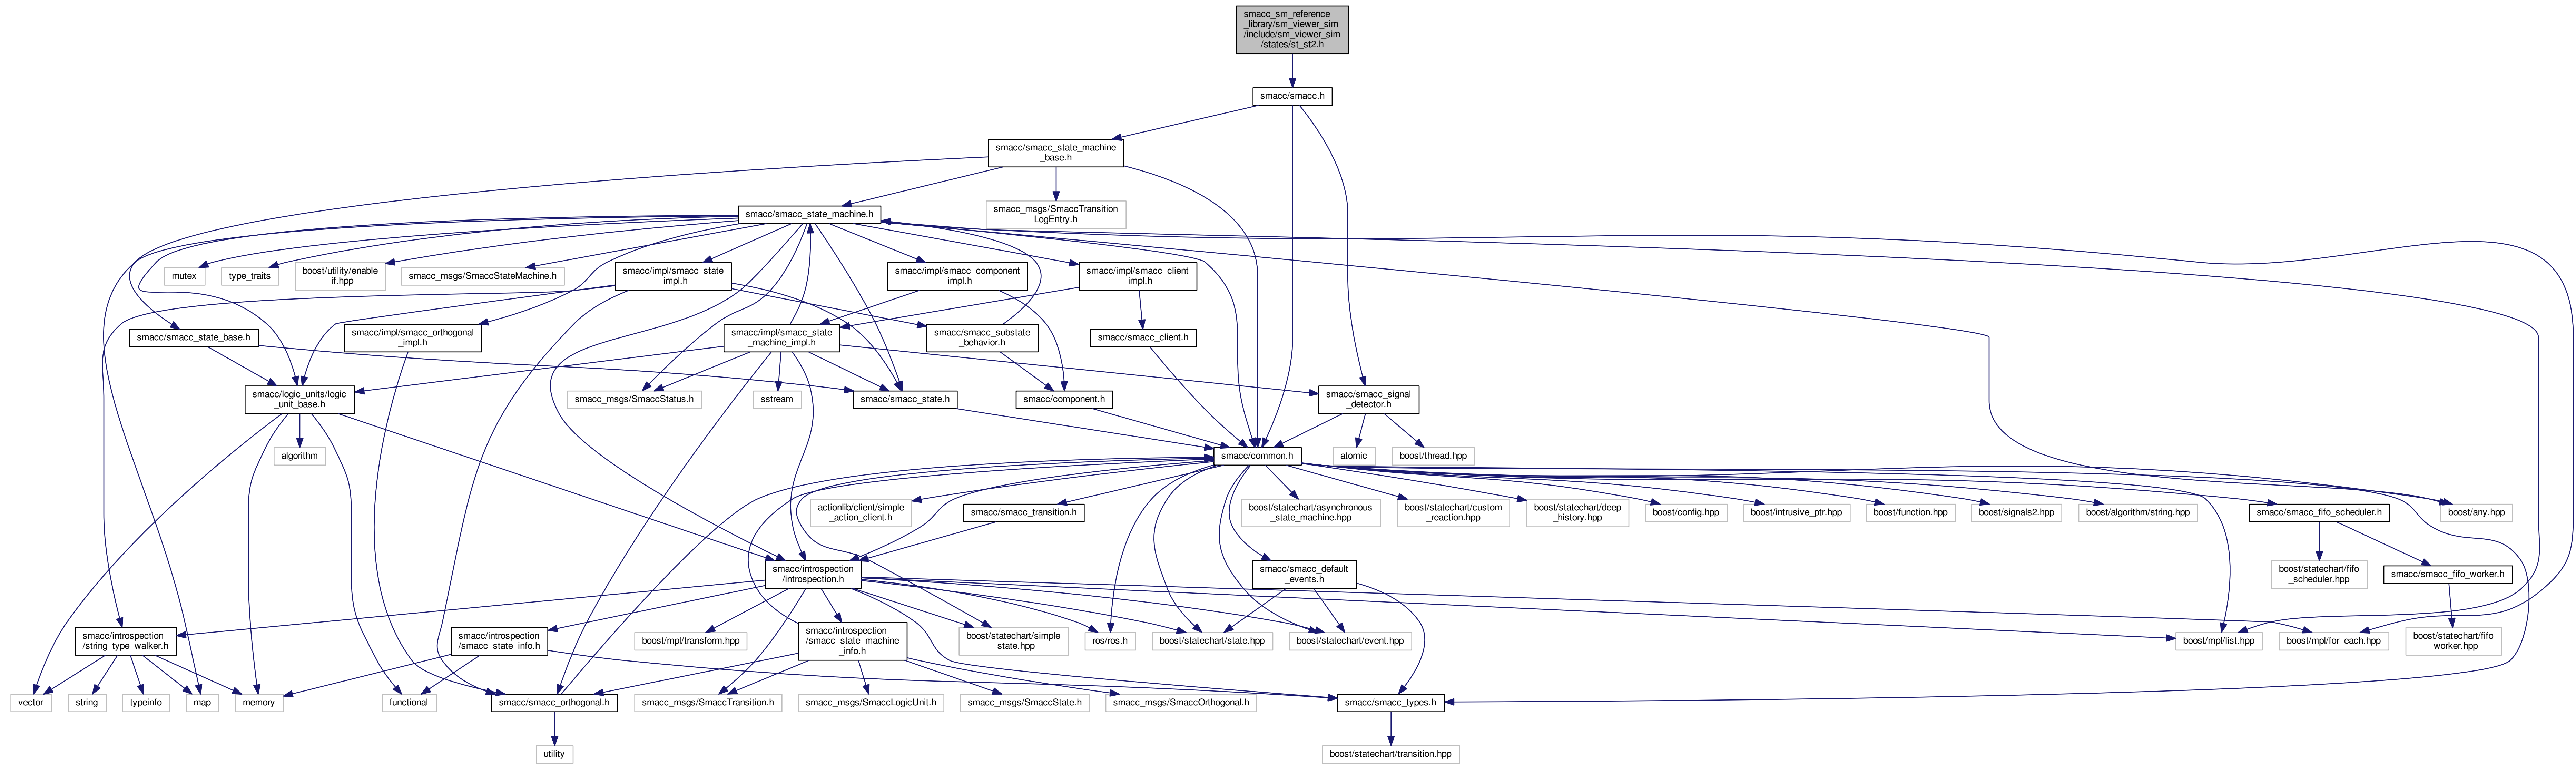 smacc_sm_reference
_library/sm_viewer_sim
/include/sm_viewer_sim
/states/st_st2.h
smacc/smacc.h
smacc/smacc_state_machine
_base.h
smacc/smacc_state_machine.h
smacc_msgs/SmaccTransition
LogEntry.h
mutex
type_traits
boost/utility/enable
_if.hpp
smacc_msgs/SmaccStateMachine.h
smacc/impl/smacc_state
_impl.h
smacc/impl/smacc_component
_impl.h
smacc/impl/smacc_client
_impl.h
smacc/smacc_state_base.h
smacc/impl/smacc_orthogonal
_impl.h
smacc/impl/smacc_state
_machine_impl.h
smacc/smacc_substate
_behavior.h
smacc/smacc_client.h
smacc/logic_units/logic
_unit_base.h
smacc_msgs/SmaccStatus.h
sstream
smacc/smacc_state.h
smacc/component.h
smacc/smacc_signal
_detector.h
algorithm
smacc/common.h
atomic
boost/thread.hpp
actionlib/client/simple
_action_client.h
smacc/smacc_transition.h
boost/statechart/asynchronous
_state_machine.hpp
boost/statechart/custom
_reaction.hpp
boost/statechart/deep
_history.hpp
boost/config.hpp
boost/intrusive_ptr.hpp
boost/function.hpp
boost/signals2.hpp
boost/algorithm/string.hpp
smacc/smacc_fifo_scheduler.h
boost/any.hpp
smacc/introspection
/introspection.h
smacc/smacc_default
_events.h
boost/statechart/fifo
_scheduler.hpp
smacc/smacc_fifo_worker.h
smacc/introspection
/string_type_walker.h
smacc/introspection
/smacc_state_info.h
boost/mpl/transform.hpp
smacc/introspection
/smacc_state_machine
_info.h
boost/statechart/simple
_state.hpp
ros/ros.h
boost/statechart/state.hpp
boost/statechart/event.hpp
boost/mpl/list.hpp
boost/mpl/for_each.hpp
boost/statechart/fifo
_worker.hpp
vector
string
typeinfo
map
memory
functional
smacc/smacc_orthogonal.h
smacc_msgs/SmaccTransition.h
smacc_msgs/SmaccLogicUnit.h
smacc_msgs/SmaccState.h
smacc_msgs/SmaccOrthogonal.h
smacc/smacc_types.h
utility
boost/statechart/transition.hpp